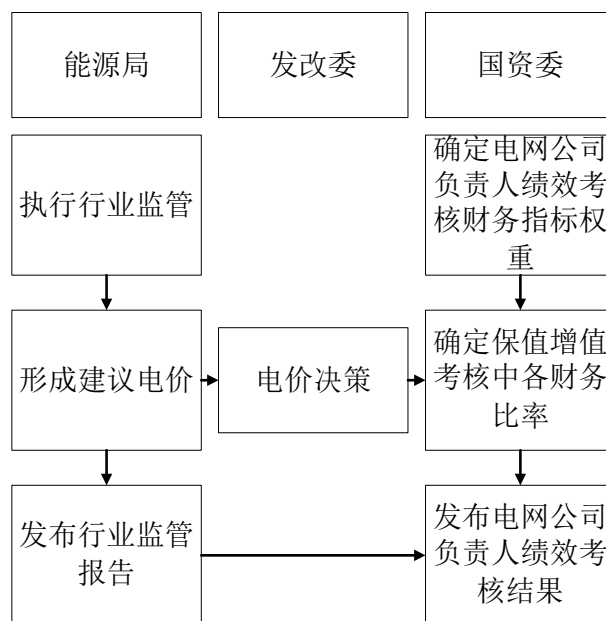 能源局
发改委
国资委
执行行业监管
确定电网公司
负责人绩效考
核财务指标权
重
形成建议电价
电价决策
确定保值增值
考核中各财务
比率
发布行业监管
报告
发布电网公司
负责人绩效考
核结果